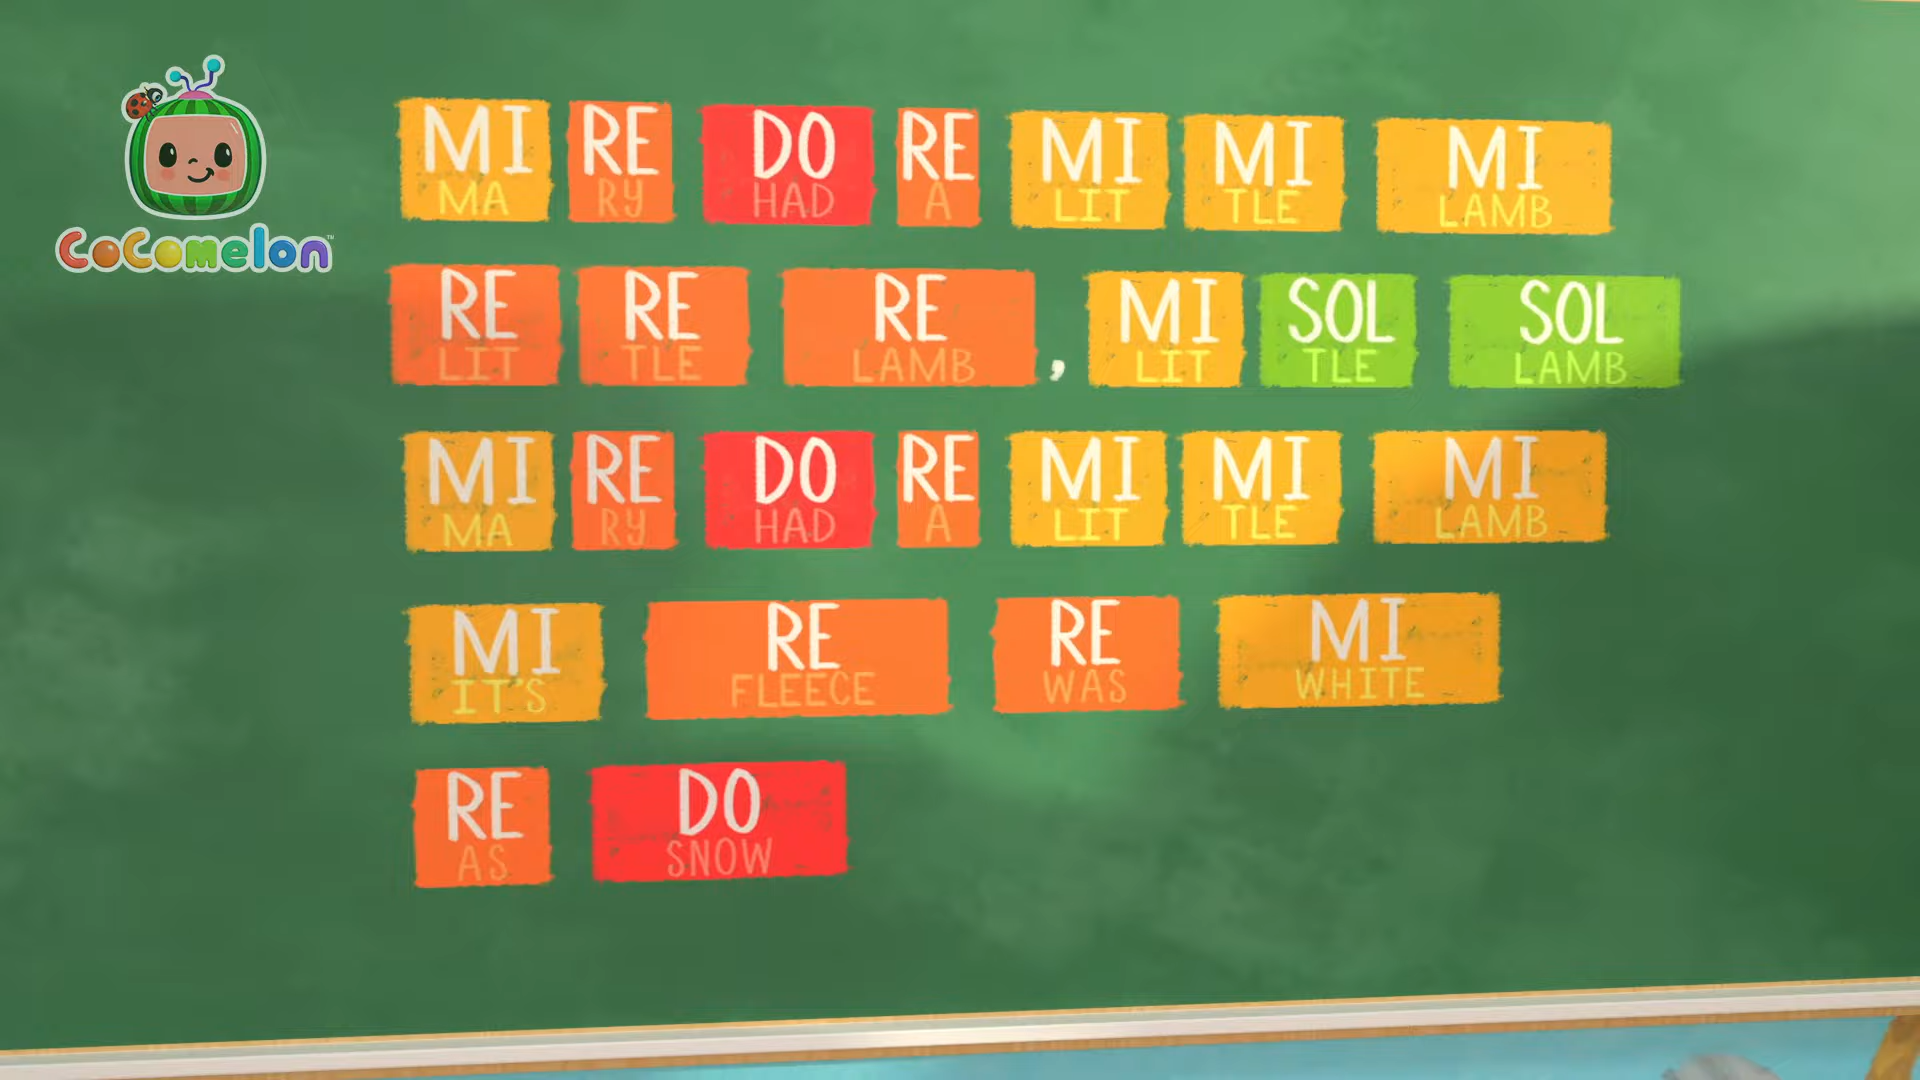 CoCoMelon™
MI RE DO RE MI MI MI
MA RY HAD A LIT TLE LAMB
RE RE RE , MI SOL SOL
LIT TLE LAMB LIT TLE LAMB
MI RE DO RE MI MI MI
MA RY HAD A LIT TLE LAMB
MI RE RE MI
IT'S FLEECE WAS WHITE
RE DO
AS SNOW